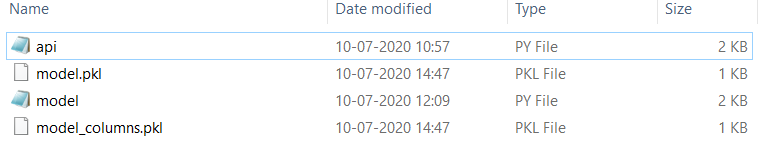 Name Date modified Type Size
api 10-07-2020 10:57 PY File 2 KB
model.pkl 10-07-2020 14:47 PKL File 1 KB
model 10-07-2020 12:09 PY File 2 KB
model_columns.pkl 10-07-2020 14:47 PKL File 1 KB